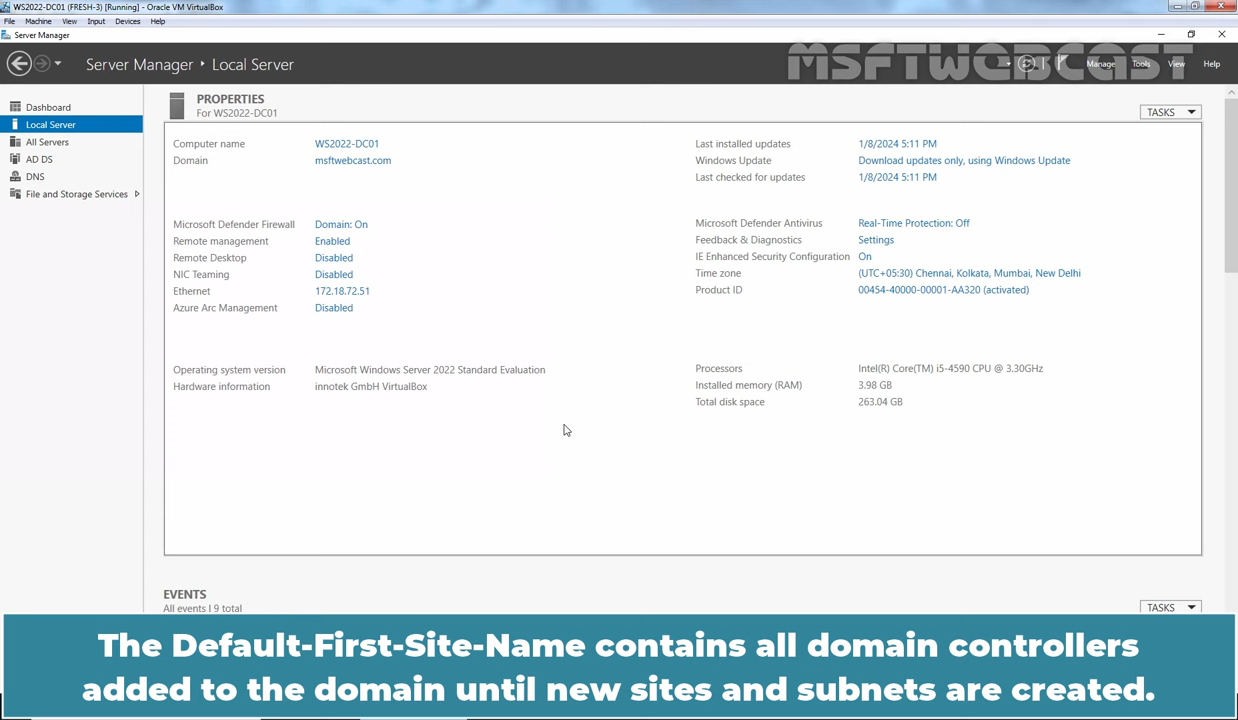 WS2022-DC01 (FRESH-3) [Running] - Oracle VM VirtualBox
File Machine View Input Devices Help
Server Manager
Server Manager • Local Server
MSFTWEBCAST
Manage Tools View Help
Dashboard
Local Server
All Servers
AD DS
DNS
File and Storage Services
PROPERTIES
For WS2022-DC01
TASKS
Computer name WS2022-DC01
Domain msftwebcast.com
Last installed updates 1/8/2024 5:11 PM
Windows Update Download updates only, using Windows Update
Last checked for updates 1/8/2024 5:11 PM
Microsoft Defender Firewall Domain: On
Remote management Enabled
Remote Desktop Disabled
NIC Teaming Disabled
Ethernet 172.18.72.51
Azure Arc Management Disabled
Microsoft Defender Antivirus Real-Time Protection: Off
Feedback & Diagnostics Settings
IE Enhanced Security Configuration On
Time zone (UTC+05:30) Chennai, Kolkata, Mumbai, New Delhi
Product ID 00454-40000-00001-AA320 (activated)
Operating system version Microsoft Windows Server 2022 Standard Evaluation
Hardware information innotek GmbH VirtualBox
Processors Intel(R) Core(TM) i5-4590 CPU @ 3.30GHz
Installed memory (RAM) 3.98 GB
Total disk space 263.04 GB
EVENTS
All events | 9 total
TASKS
The Default-First-Site-Name contains all domain controllers
added to the domain until new sites and subnets are created.